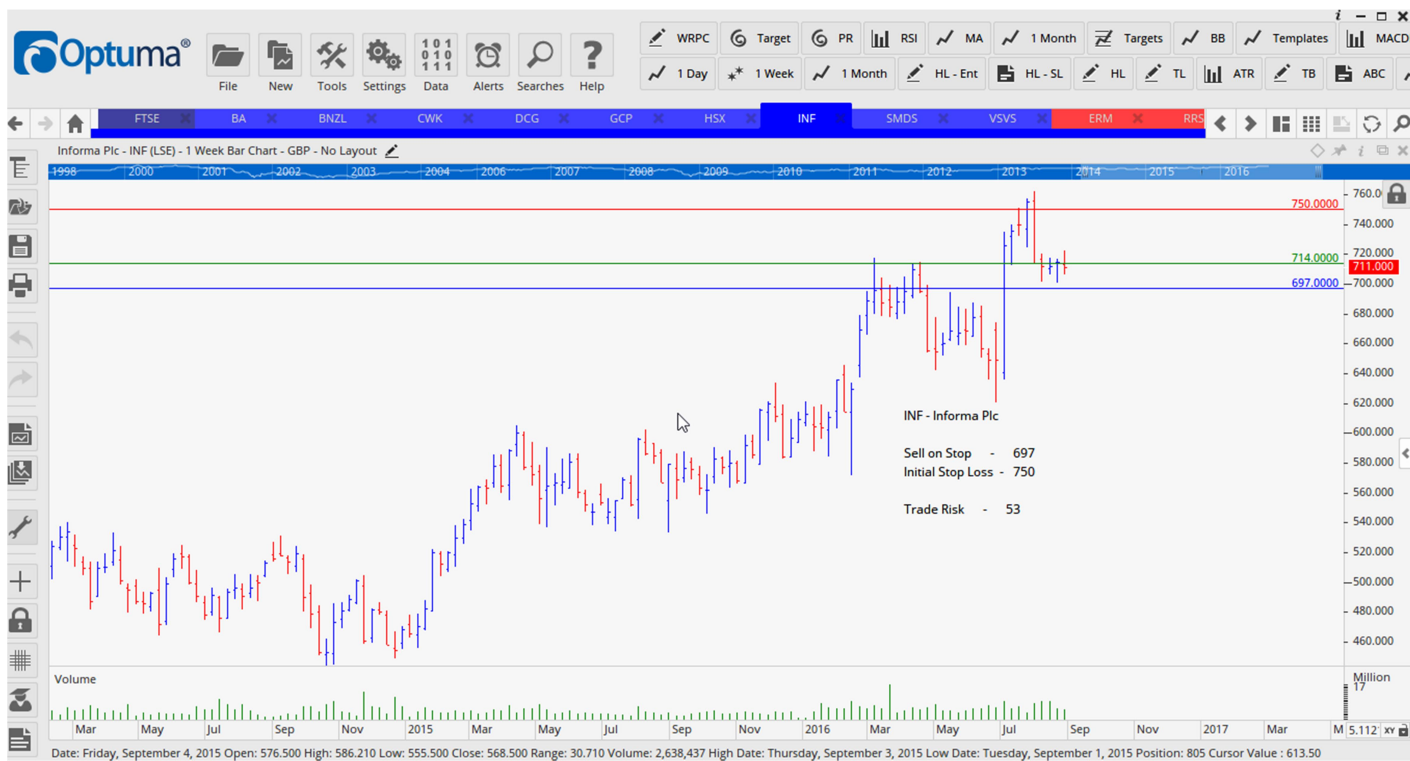 Optuma®
File New Tools Settings Data Alerts Searches Help
WRPC Target PR RSI MA 1 Month Targets BB Templates MACD
1 Day 1 Week 1 Month HL - Ent HL - SL HL TL ATR TB ABC
FTSE BA BNZL CWK DCG GCP HSX INF SMDS VSVS ERM RRS
Informa Plc - INF (LSE) - 1 Week Bar Chart - GBP - No Layout
1998 2000 2001 2002 2003 2004 2006 2007 2008 2009 2010 2011 2012 2013 2014 2015 2016
760.0
750.0000
740.000
720.000
714.0000
711.000
700.000
697.0000
680.000
660.000
640.000
620.000
INF - Informa Plc
600.000
Sell on Stop - 697
580.000
Initial Stop Loss - 750
560.000
Trade Risk - 53
540.000
520.000
500.000
480.000
460.000
Volume
Million
17
Mar May Jul Sep Nov 2015 Mar May Jul Sep Nov 2016 Mar May Jul Sep Nov 2017 Mar M 5.112 XY
Date: Friday, September 4, 2015 Open: 576.500 High: 586.210 Low: 555.500 Close: 568.500 Range: 30.710 Volume: 2,638,437 High Date: Thursday, September 3, 2015 Low Date: Tuesday, September 1, 2015 Position: 805 Cursor Value : 613.50